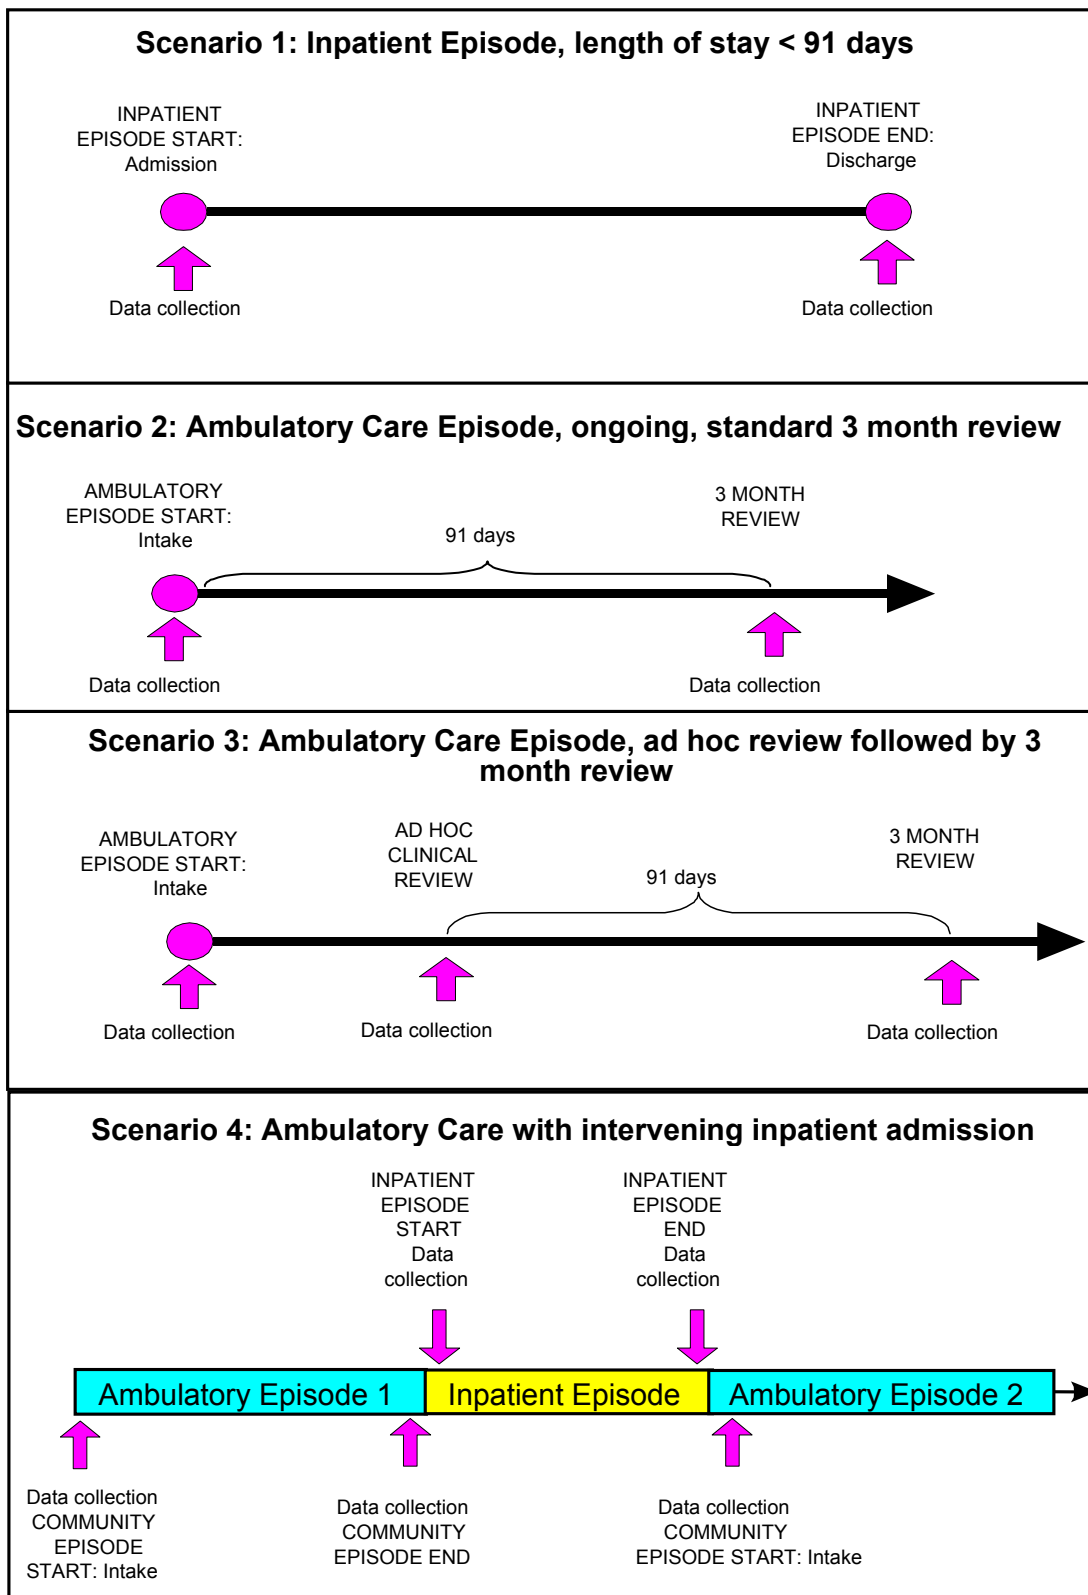 Scenario 1: Inpatient Episode, length of stay < 91 days
INPATIENT
EPISODE START:
Admission
INPATIENT
EPISODE END:
Discharge
Data collection
Data collection
Scenario 2: Ambulatory Care Episode, ongoing, standard 3 month review
AMBULATORY
EPISODE START:
Intake
91 days
3 MONTH
REVIEW
Data collection
Data collection
Scenario 3: Ambulatory Care Episode, ad hoc review followed by 3
month review
AMBULATORY
EPISODE START:
Intake
AD HOC
CLINICAL
REVIEW
91 days
3 MONTH
REVIEW
Data collection
Data collection
Data collection
Scenario 4: Ambulatory Care with intervening inpatient admission
INPATIENT
EPISODE
START
Data
collection
INPATIENT
EPISODE
END
Data
collection
Ambulatory Episode 1
Inpatient Episode
Ambulatory Episode 2
Data collection
COMMUNITY
EPISODE
START: Intake
Data collection
COMMUNITY
EPISODE END
Data collection
COMMUNITY
EPISODE START: Intake